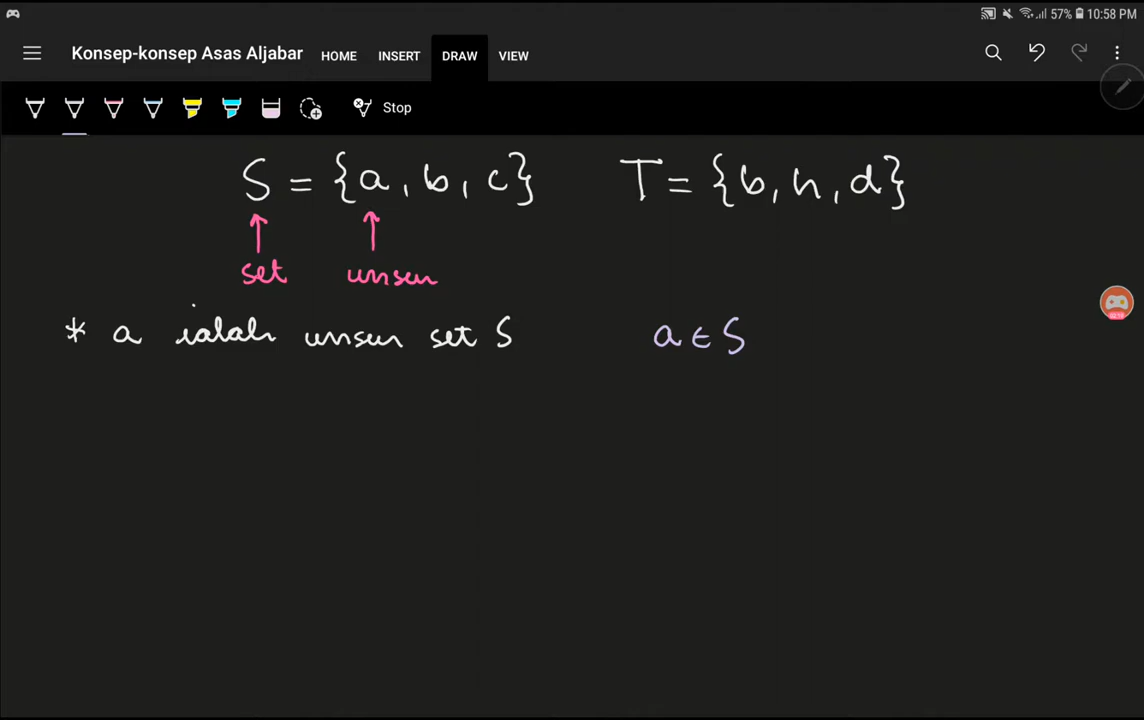 57% 10:58 PM
Konsep-konsep Asas Aljabar HOME INSERT DRAW VIEW
Stop
S = {a, b, c} T = {b, h, d}
set unsur
* a ialah unsur set S a ∈ S